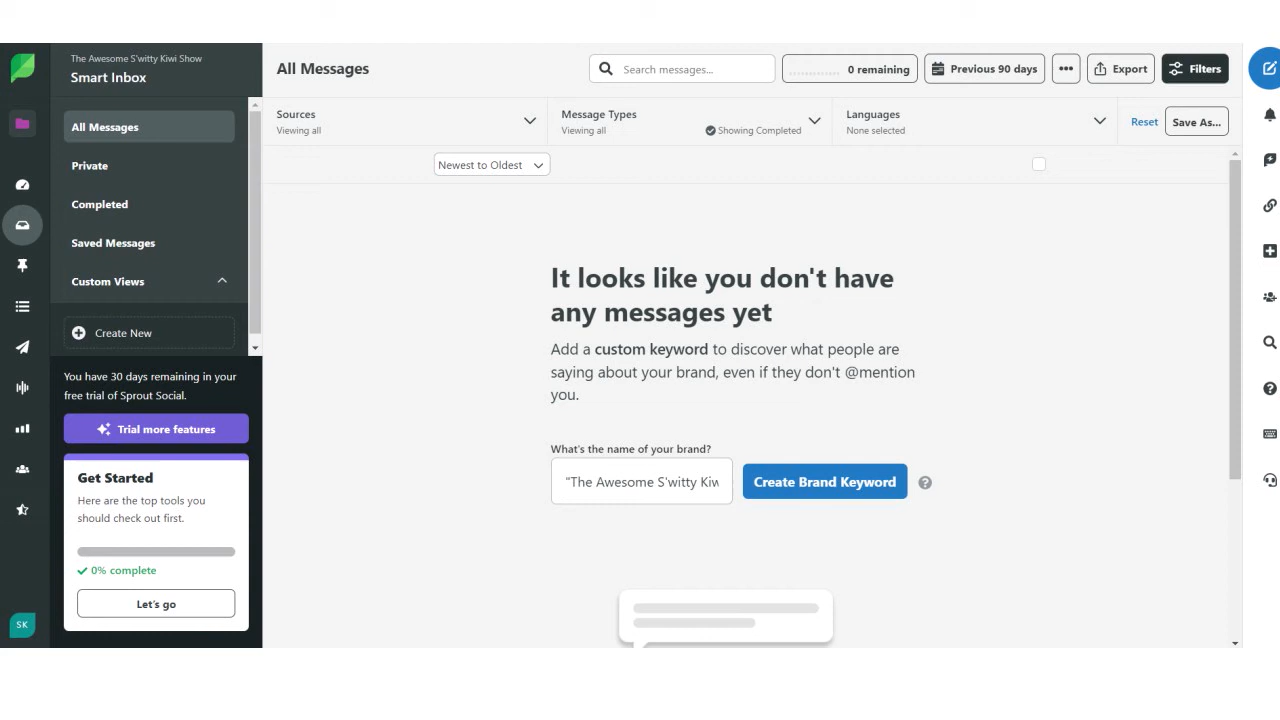 The Awesome S'witty Kiwi Show
Smart Inbox
All Messages
Private
Completed
Saved Messages
Custom Views
Create New
You have 30 days remaining in your
free trial of Sprout Social.
Trial more features
Get Started
Here are the top tools you
should check out first.
0% complete
Let's go
SK
All Messages
Search messages...
0 remaining
Previous 90 days
Export
Filters
Sources
Viewing all
Message Types
Viewing all
Showing Completed
Languages
None selected
Reset
Save As...
Newest to Oldest
It looks like you don't have
any messages yet
Add a custom keyword to discover what people are
saying about your brand, even if they don't @mention
you.
What's the name of your brand?
"The Awesome S'witty Kiw
Create Brand Keyword